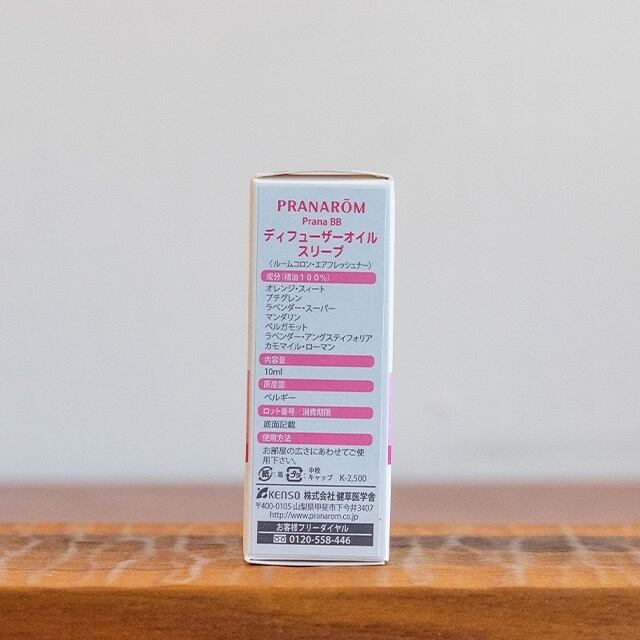 PRANARŌM
Prana BB
ディフューザーオイル
スリープ
〈ルームコロン・エアフレッシュナー〉
成分(精油100%)
オレンジ・スィート
プチグレン
ラベンダー・スーパー
マンダリン
ベルガモット
ラベンダー・アングスティフォリア
カモマイル・ローマン
内容量
10ml
原産国
ベルギー
ロット番号/消費期限
底面記載
使用方法
お部屋の広さにあわせてご使
用下さい。
紙:箱 プラ:中栓 キャップ K-2,500
KENSO 株式会社 健草医学舎
〒400-0105 山梨県甲斐市下今井3407
http://www.pranarom.co.jp
お客様フリーダイヤル
0120-558-446